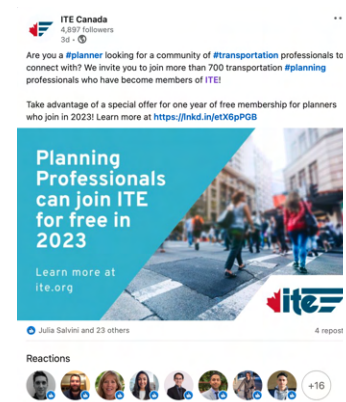 ITE Canada
4,897 followers
3d •
Are you a #planner looking for a community of #transportation professionals to
connect with? We invite you to join more than 700 transportation #planning
professionals who have become members of ITE!
Take advantage of a special offer for one year of free membership for planners
who join in 2023! Learn more at https://lnkd.in/etX6pPGB
Planning
Professionals
can join ITE
for free in
2023
Learn more at
ite.org
ite
Julia Salvini and 23 others
4 repost
Reactions
+16